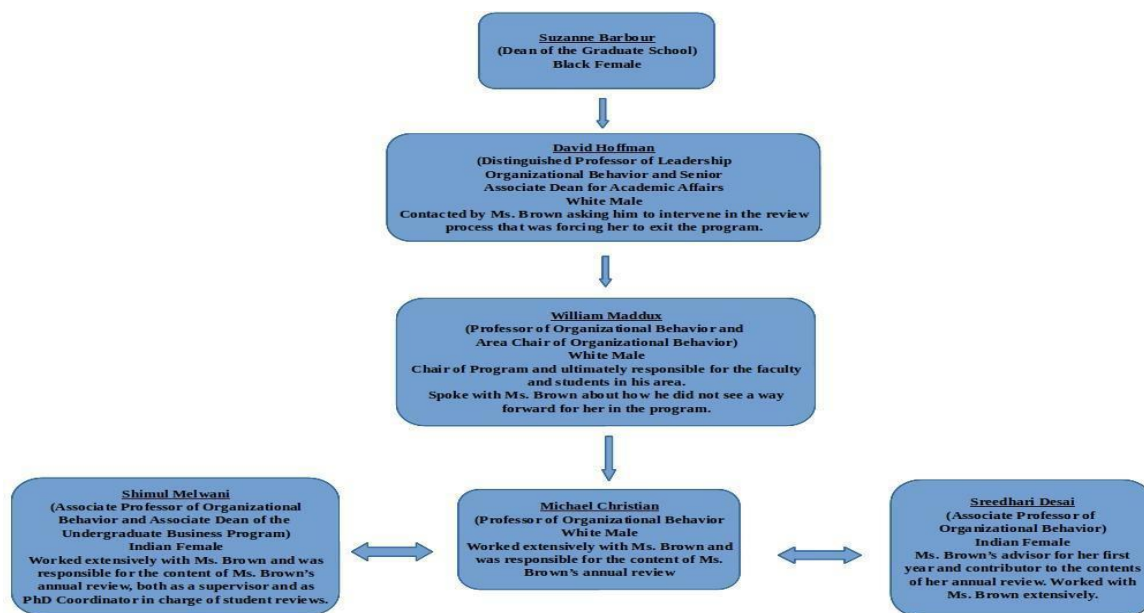 Suzanne Barbour
(Dean of the Graduate School)
Black Female
David Hoffman
(Distinguished Professor of Leadership
Organizational Behavior and Senior
Associate Dean for Academic Affairs
White Male
Contacted by Ms. Brown asking him to intervene in the review
process that was forcing her to exit the program.
William Maddux
(Professor of Organizational Behavior and
Area Chair of Organizational Behavior)
White Male
Chair of Program and ultimately responsible for the faculty
and students in his area.
Spoke with Ms. Brown about how he did not see a way
forward for her in the program.
Shimul Melwani
(Associate Professor of Organizational
Behavior and Associate Dean of the
Undergraduate Business Program)
Indian Female
Worked extensively with Ms. Brown and was
responsible for the content of Ms. Brown's
annual review, both as a supervisor and as
PhD Coordinator in charge of student reviews.
Michael Christian
(Professor of Organizational Behavior
White Male
Worked extensively with Ms. Brown and
was responsible for the content of Ms.
Brown's annual review
Sreedhari Desai
(Associate Professor of
Organizational Behavior)
Indian Female
Ms. Brown's advisor for her first
year and contributor to the contents
of her annual review. Worked with
Ms. Brown extensively.